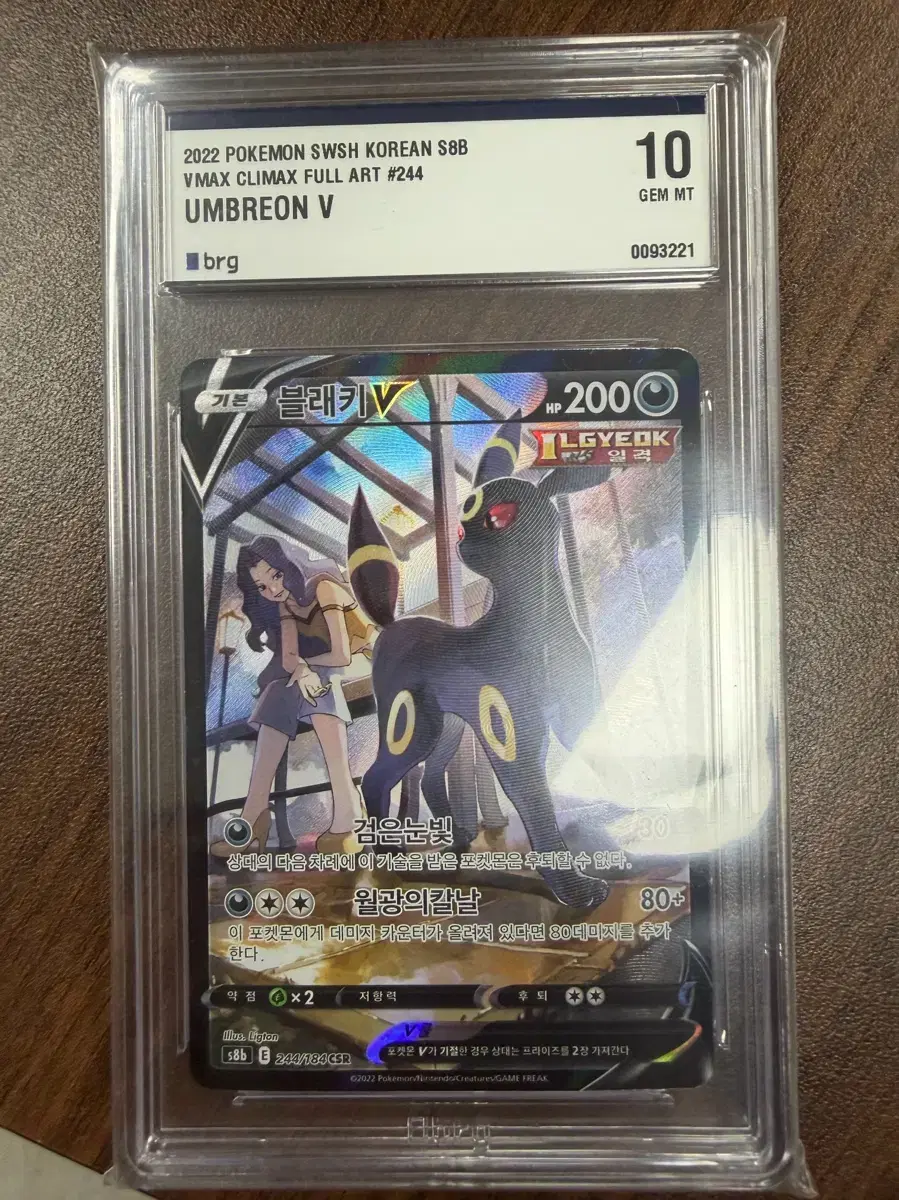 2022 POKEMON SWSH KOREAN S8B
VMAX CLIMAX FULL ART #244
UMBREON V
brg
10
GEM MT
0093221
기본 블래키V HP 200
ILGYEOK
일격
검은눈빛 30
상대의 다음 차례에 이 기술을 받은 포켓몬은 후퇴할 수 없다.
월광의칼날 80+
이 포켓몬에게 데미지 카운터가 올려져 있다면 80데미지를 추가
한다.
약점 ×2 저항력 후퇴
Illus. Ligton
V룰
s8b E 244/184 CSR
포켓몬 V가 기절한 경우 상대는 프라이즈를 2장 가져간다.
©2022 Pokémon/Nintendo/Creatures/GAME FREAK.